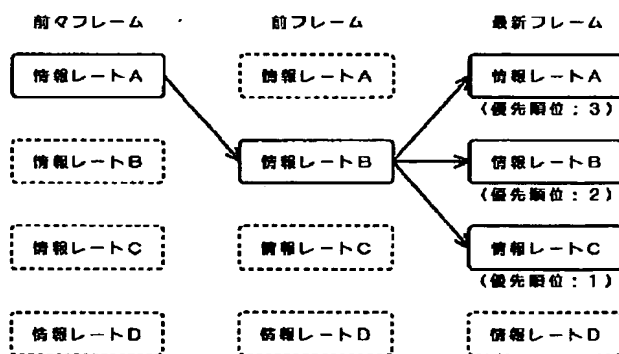 前々フレーム 前フレーム 最新フレーム
情報レートA 情報レートA 情報レートA
(優先順位:3)
情報レートB 情報レートB 情報レートB
(優先順位:2)
情報レートC 情報レートC 情報レートC
(優先順位:1)
情報レートD 情報レートD 情報レートD